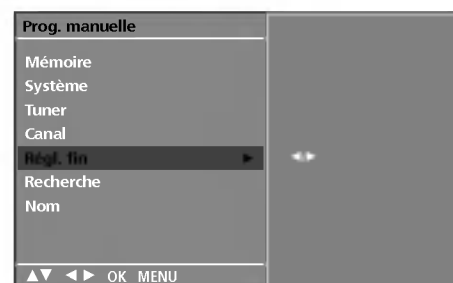 Prog. manuelle
Mémoire
Système
Tuner
Canal
Régl. fin
Recherche
Nom
▲▼ ◄► OK MENU